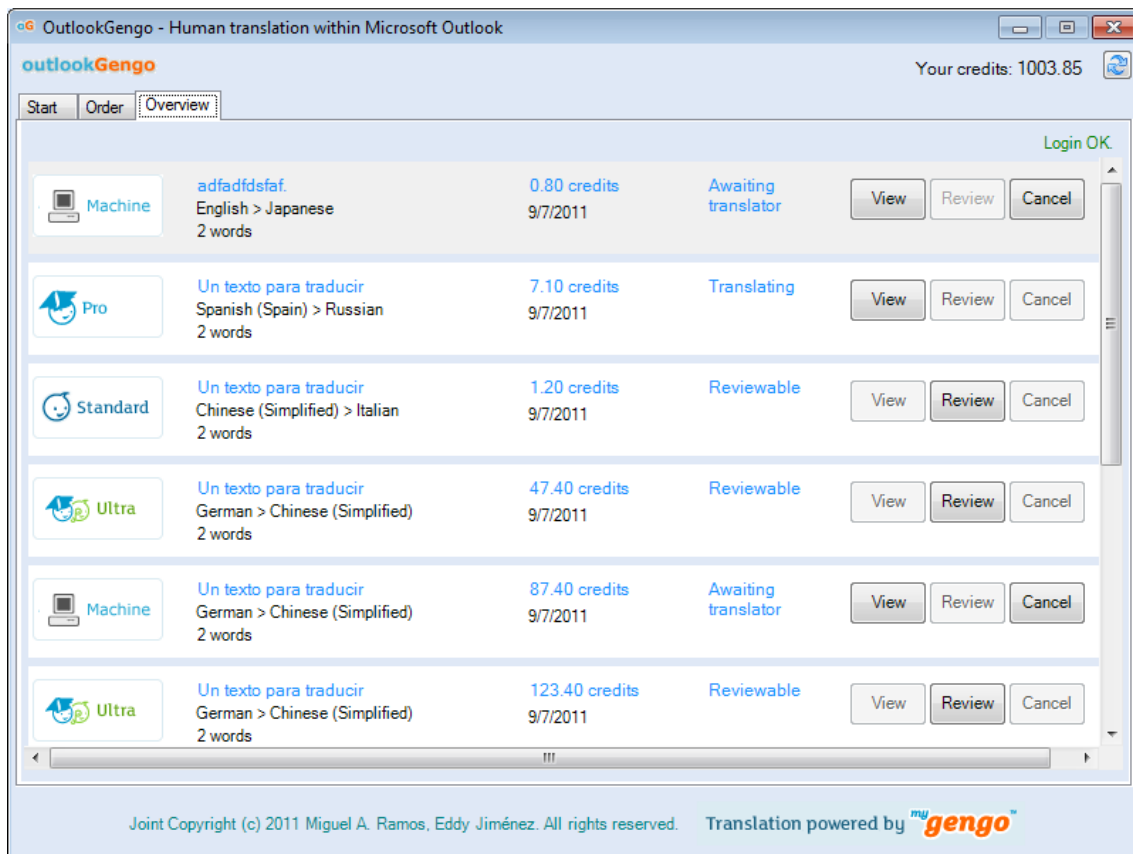 oG OutlookGengo - Human translation within Microsoft Outlook
outlookGengo
Your credits: 1003.85
Start Order Overview
Login OK.
Machine
adfadfdsfaf.
English > Japanese
2 words
0.80 credits
9/7/2011
Awaiting
translator
View Review Cancel
Pro
Un texto para traducir
Spanish (Spain) > Russian
2 words
7.10 credits
9/7/2011
Translating
View Review Cancel
Standard
Un texto para traducir
Chinese (Simplified) > Italian
2 words
1.20 credits
9/7/2011
Reviewable
View Review Cancel
Ultra
Un texto para traducir
German > Chinese (Simplified)
2 words
47.40 credits
9/7/2011
Reviewable
View Review Cancel
Machine
Un texto para traducir
German > Chinese (Simplified)
2 words
87.40 credits
9/7/2011
Awaiting
translator
View Review Cancel
Ultra
Un texto para traducir
German > Chinese (Simplified)
2 words
123.40 credits
9/7/2011
Reviewable
View Review Cancel
Joint Copyright (c) 2011 Miguel A. Ramos, Eddy Jiménez. All rights reserved.
Translation powered by mygengo™